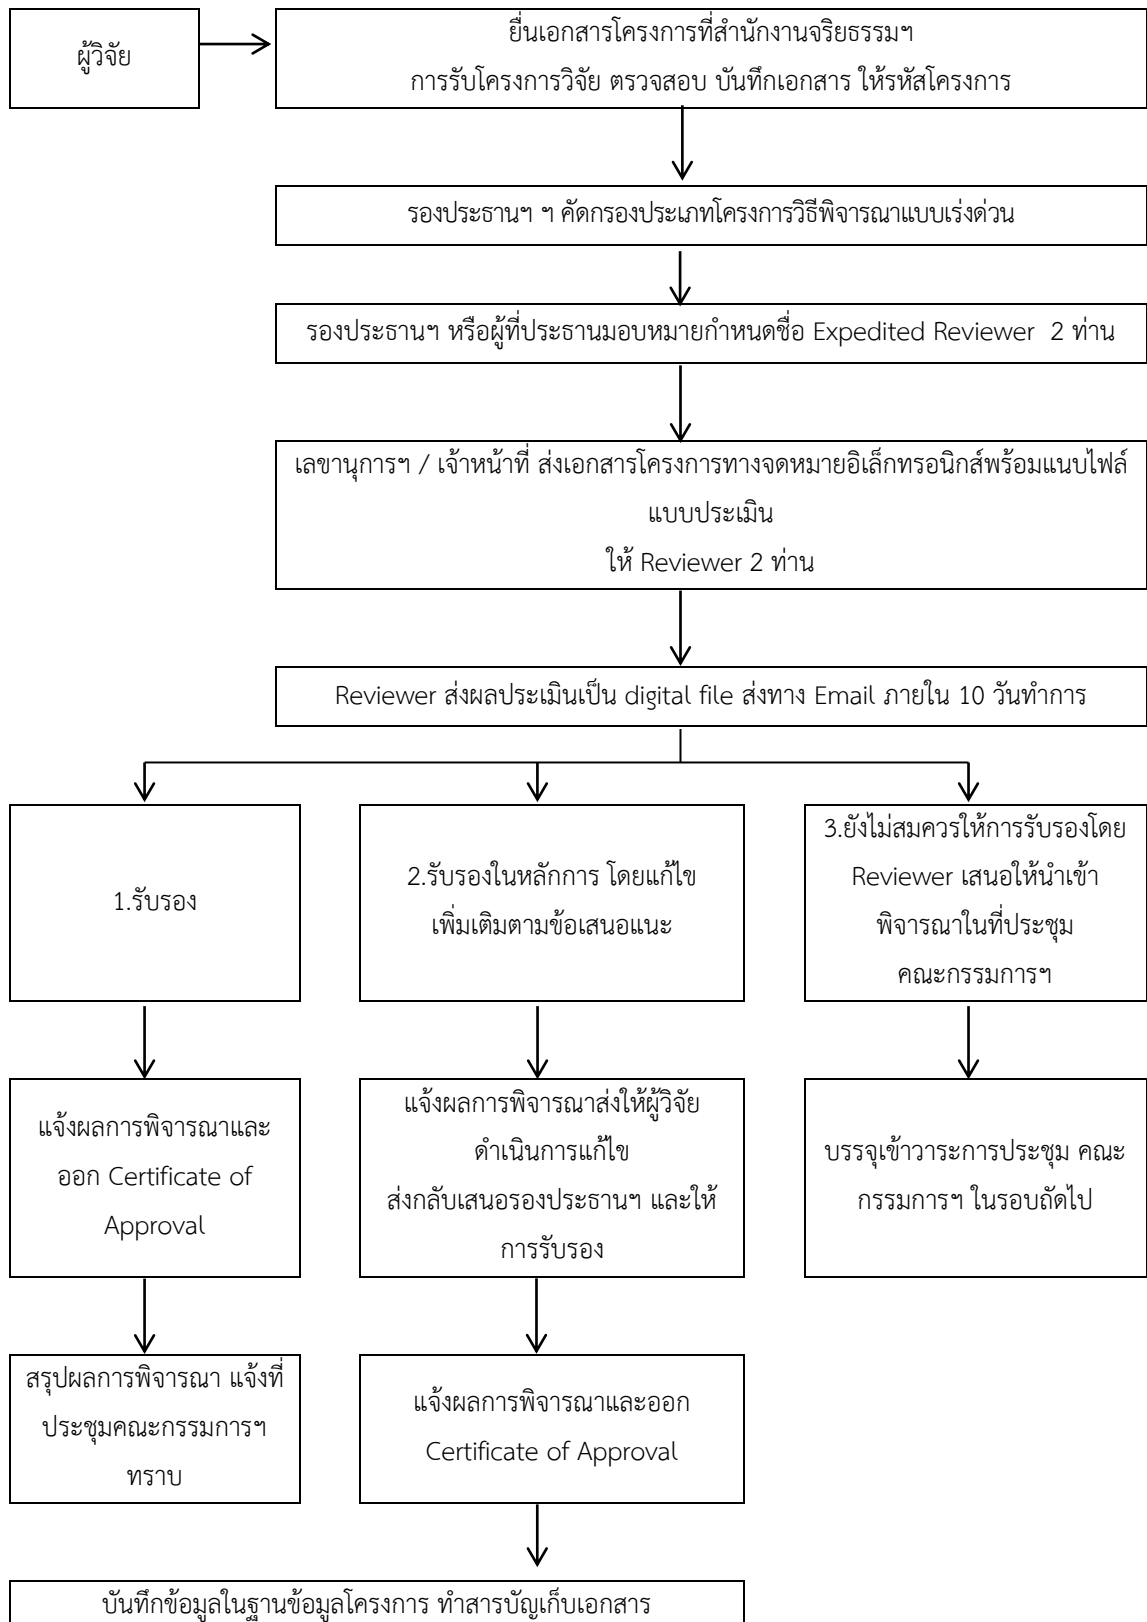 ผู้วิจัย
ยื่นเอกสารโครงการที่สำนักงานจริยธรรมฯ
การรับโครงการวิจัย ตรวจสอบ บันทึกเอกสาร ให้รหัสโครงการ
รองประธานฯ ฯ คัดกรองประเภทโครงการวิธีพิจารณาแบบเร่งด่วน
รองประธานฯ หรือผู้ที่ประธานมอบหมายกำหนดชื่อ Expedited Reviewer 2 ท่าน
เลขานุการฯ / เจ้าหน้าที่ ส่งเอกสารโครงการทางจดหมายอิเล็กทรอนิกส์พร้อมแนบไฟล์
แบบประเมิน
ให้ Reviewer 2 ท่าน
Reviewer ส่งผลประเมินเป็น digital file ส่งทาง Email ภายใน 10 วันทำการ
1.รับรอง
2.รับรองในหลักการ โดยแก้ไข
เพิ่มเติมตามข้อเสนอแนะ
3.ยังไม่สมควรให้การรับรองโดย
Reviewer เสนอให้นำเข้า
พิจารณาในที่ประชุม
คณะกรรมการฯ
แจ้งผลการพิจารณาและ
ออก Certificate of
Approval
แจ้งผลการพิจารณาส่งให้ผู้วิจัย
ดำเนินการแก้ไข
ส่งกลับเสนอรองประธานฯ และให้
การรับรอง
บรรจุเข้าวาระการประชุม คณะ
กรรมการฯ ในรอบถัดไป
สรุปผลการพิจารณา แจ้งที่
ประชุมคณะกรรมการฯ
ทราบ
แจ้งผลการพิจารณาและออก
Certificate of Approval
บันทึกข้อมูลในฐานข้อมูลโครงการ ทำสารบัญเก็บเอกสาร